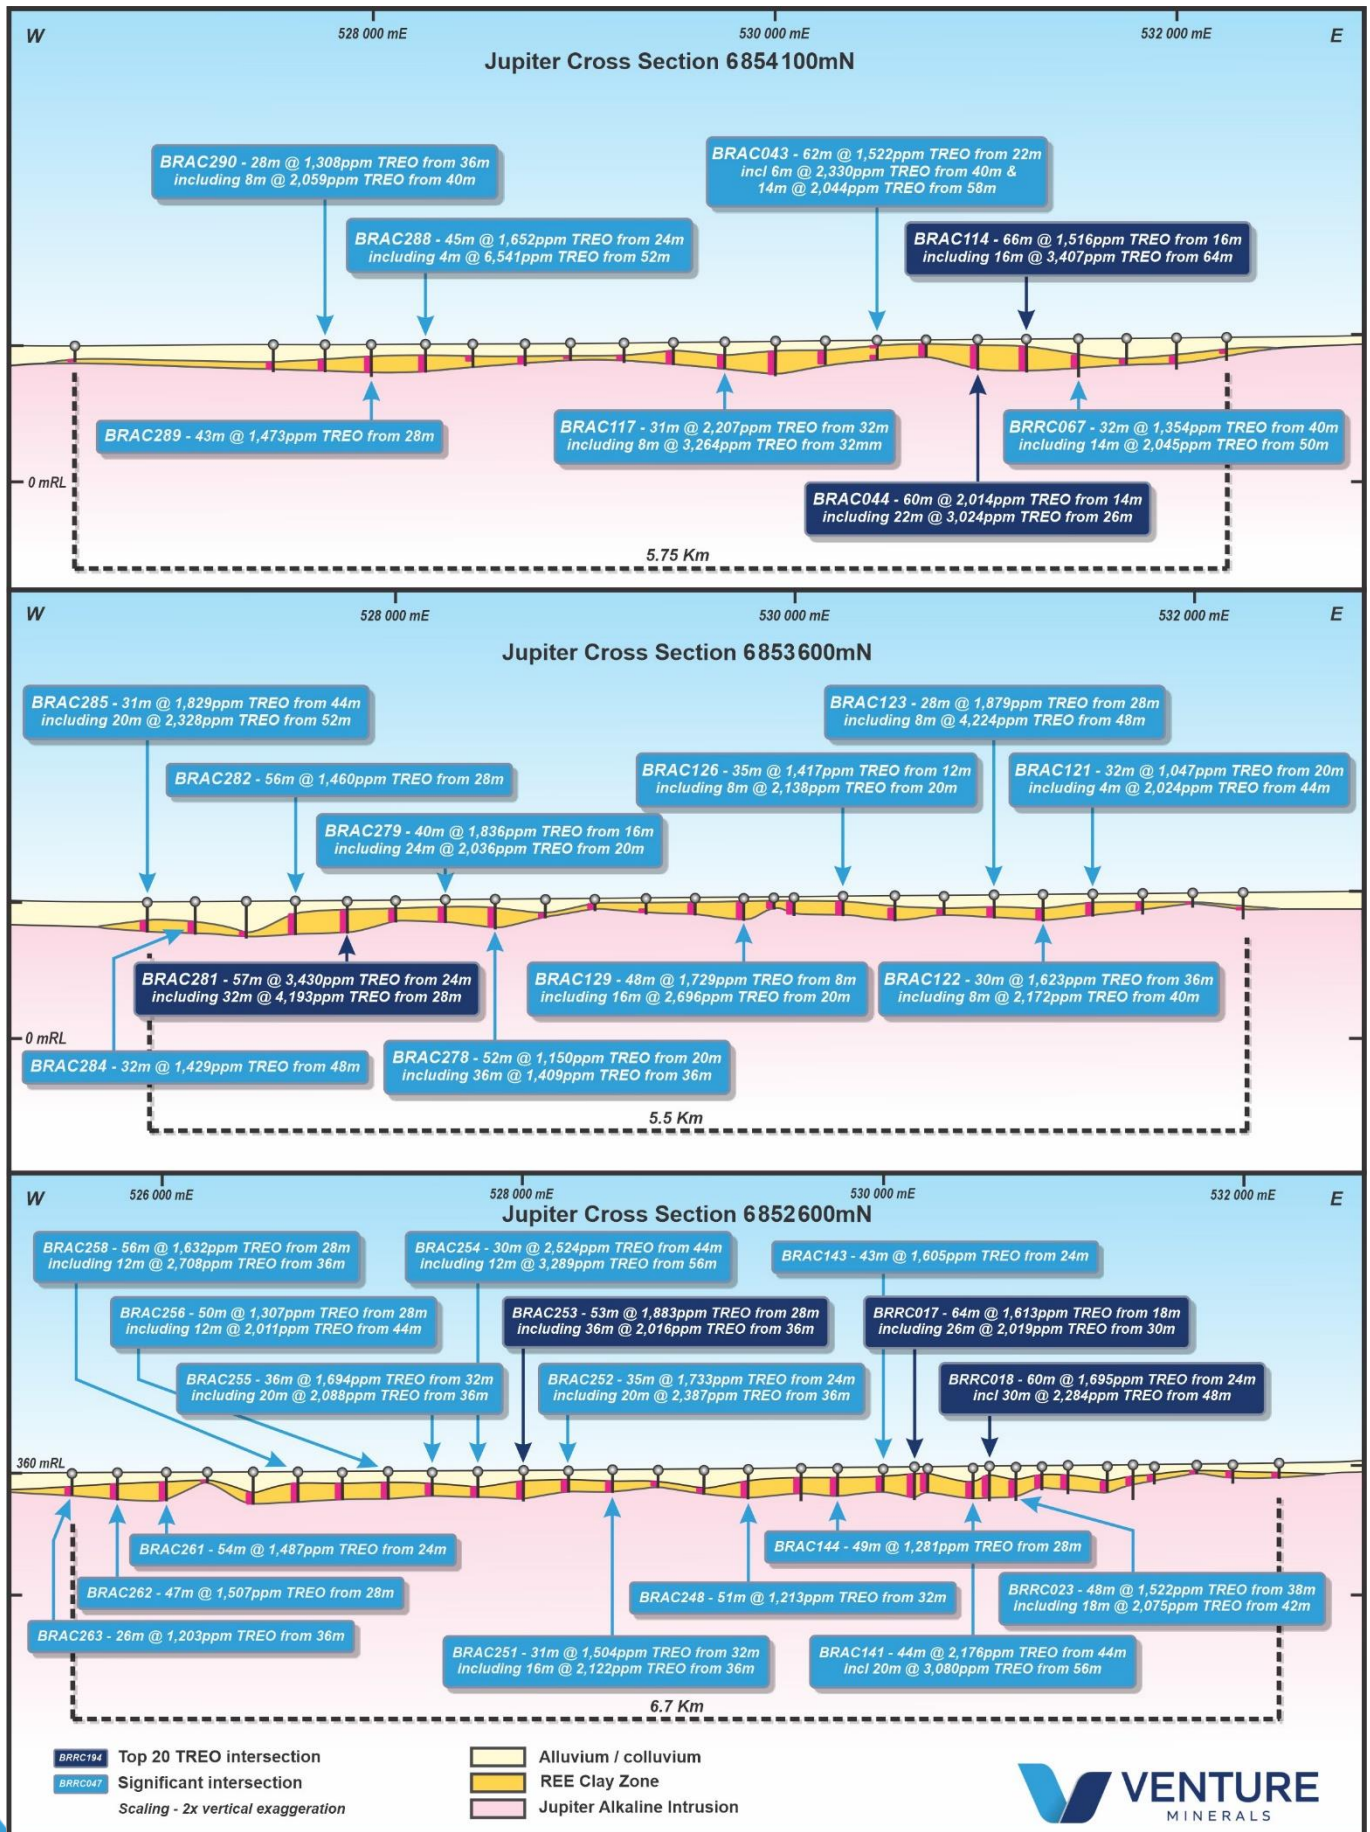 W
528 000 mE
530 000 mE
532 000 mE
E
Jupiter Cross Section 6854100mN
BRAC290 - 28m @ 1,308ppm TREO from 36m
including 8m @ 2,059ppm TREO from 40m
BRAC043 - 62m @ 1,522ppm TREO from 22m
incl 6m @ 2,330ppm TREO from 40m &
14m @ 2,044ppm TREO from 58m
BRAC288 - 45m @ 1,652ppm TREO from 24m
including 4m @ 6,541ppm TREO from 52m
BRAC114 - 66m @ 1,516ppm TREO from 16m
including 16m @ 3,407ppm TREO from 64m
BRAC289 - 43m @ 1,473ppm TREO from 28m
BRAC117 - 31m @ 2,207ppm TREO from 32m
including 8m @ 3,264ppm TREO from 32mm
BRRC067 - 32m @ 1,354ppm TREO from 40m
including 14m @ 2,045ppm TREO from 50m
0 mRL
BRAC044 - 60m @ 2,014ppm TREO from 14m
including 22m @ 3,024ppm TREO from 26m
5.75 Km
W
528 000 mE
530 000 mE
532 000 mE
E
Jupiter Cross Section 6853600mN
BRAC285 - 31m @ 1,829ppm TREO from 44m
including 20m @ 2,328ppm TREO from 52m
BRAC123 - 28m @ 1,879ppm TREO from 28m
including 8m @ 4,224ppm TREO from 48m
BRAC282 - 56m @ 1,460ppm TREO from 28m
BRAC126 - 35m @ 1,417ppm TREO from 12m
including 8m @ 2,138ppm TREO from 20m
BRAC121 - 32m @ 1,047ppm TREO from 20m
including 4m @ 2,024ppm TREO from 44m
BRAC279 - 40m @ 1,836ppm TREO from 16m
including 24m @ 2,036ppm TREO from 20m
BRAC281 - 57m @ 3,430ppm TREO from 24m
including 32m @ 4,193ppm TREO from 28m
BRAC129 - 48m @ 1,729ppm TREO from 8m
including 16m @ 2,696ppm TREO from 20m
BRAC122 - 30m @ 1,623ppm TREO from 36m
including 8m @ 2,172ppm TREO from 40m
0 mRL
BRAC284 - 32m @ 1,429ppm TREO from 48m
BRAC278 - 52m @ 1,150ppm TREO from 20m
including 36m @ 1,409ppm TREO from 36m
5.5 Km
W
526 000 mE
528 000 mE
530 000 mE
532 000 mE
E
Jupiter Cross Section 6852600mN
BRAC258 - 56m @ 1,632ppm TREO from 28m
including 12m @ 2,708ppm TREO from 36m
BRAC254 - 30m @ 2,524ppm TREO from 44m
including 12m @ 3,289ppm TREO from 56m
BRAC143 - 43m @ 1,605ppm TREO from 24m
BRAC256 - 50m @ 1,307ppm TREO from 28m
including 12m @ 2,011ppm TREO from 44m
BRAC253 - 53m @ 1,883ppm TREO from 28m
including 36m @ 2,016ppm TREO from 36m
BRRC017 - 64m @ 1,613ppm TREO from 18m
including 26m @ 2,019ppm TREO from 30m
BRAC255 - 36m @ 1,694ppm TREO from 32m
including 20m @ 2,088ppm TREO from 36m
BRAC252 - 35m @ 1,733ppm TREO from 24m
including 20m @ 2,387ppm TREO from 36m
BRRC018 - 60m @ 1,695ppm TREO from 24m
incl 30m @ 2,284ppm TREO from 48m
360 mRL
BRAC261 - 54m @ 1,487ppm TREO from 24m
BRAC144 - 49m @ 1,281ppm TREO from 28m
BRAC262 - 47m @ 1,507ppm TREO from 28m
BRAC248 - 51m @ 1,213ppm TREO from 32m
BRRC023 - 48m @ 1,522ppm TREO from 38m
including 18m @ 2,075ppm TREO from 42m
BRAC263 - 26m @ 1,203ppm TREO from 36m
BRAC251 - 31m @ 1,504ppm TREO from 32m
including 16m @ 2,122ppm TREO from 36m
BRAC141 - 44m @ 2,176ppm TREO from 44m
incl 20m @ 3,080ppm TREO from 56m
6.7 Km
BRRC194 Top 20 TREO intersection
BRRC047 Significant intersection
Scaling - 2x vertical exaggeration
Alluvium / colluvium
REE Clay Zone
Jupiter Alkaline Intrusion
VENTURE
MINERALS